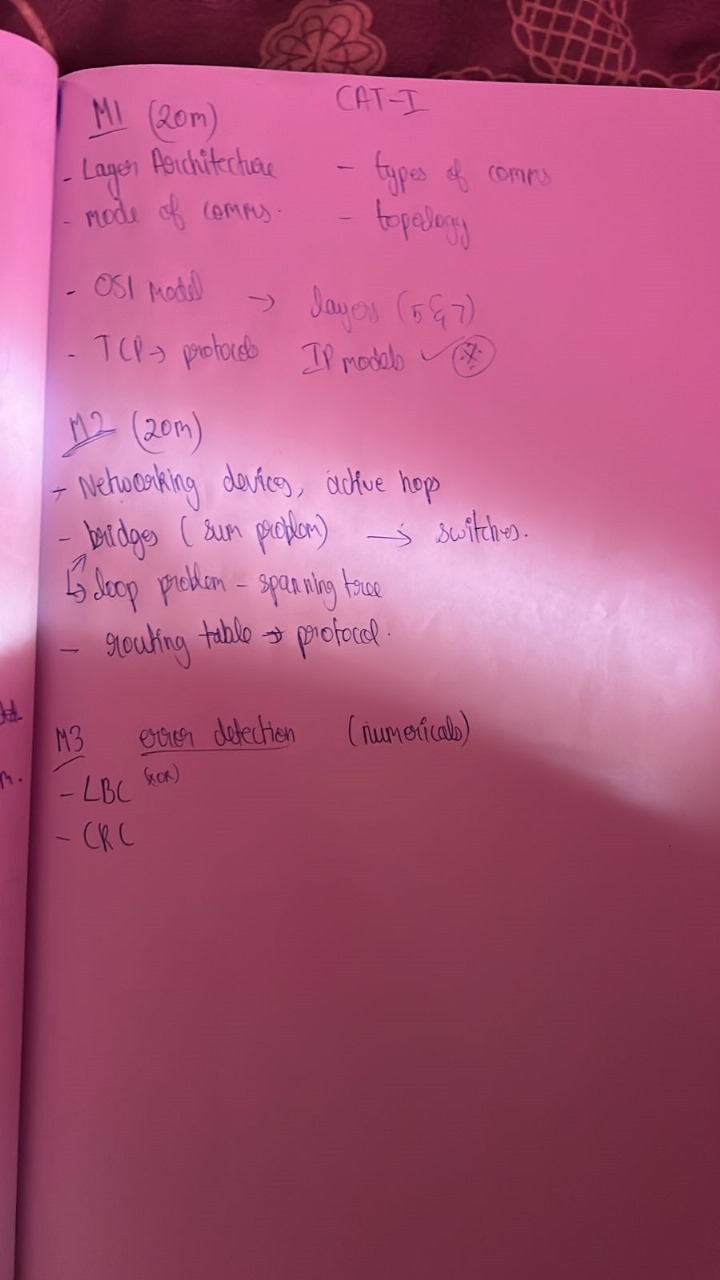 CAT-I
M1 (20m)
- Layer Architecture - types of comms
- mode of comms. - topology
- OSI Model → layers (5 & 7)
- TCP → protocols IP models ✓ *
M2 (20m)
- Networking devices, active hops
- bridges (sum problem) → switches.
↳ loop problem - spanning tree
- routing table → protocol.
M3 error detection (numericals)
- LBC (XOR)
- CRC